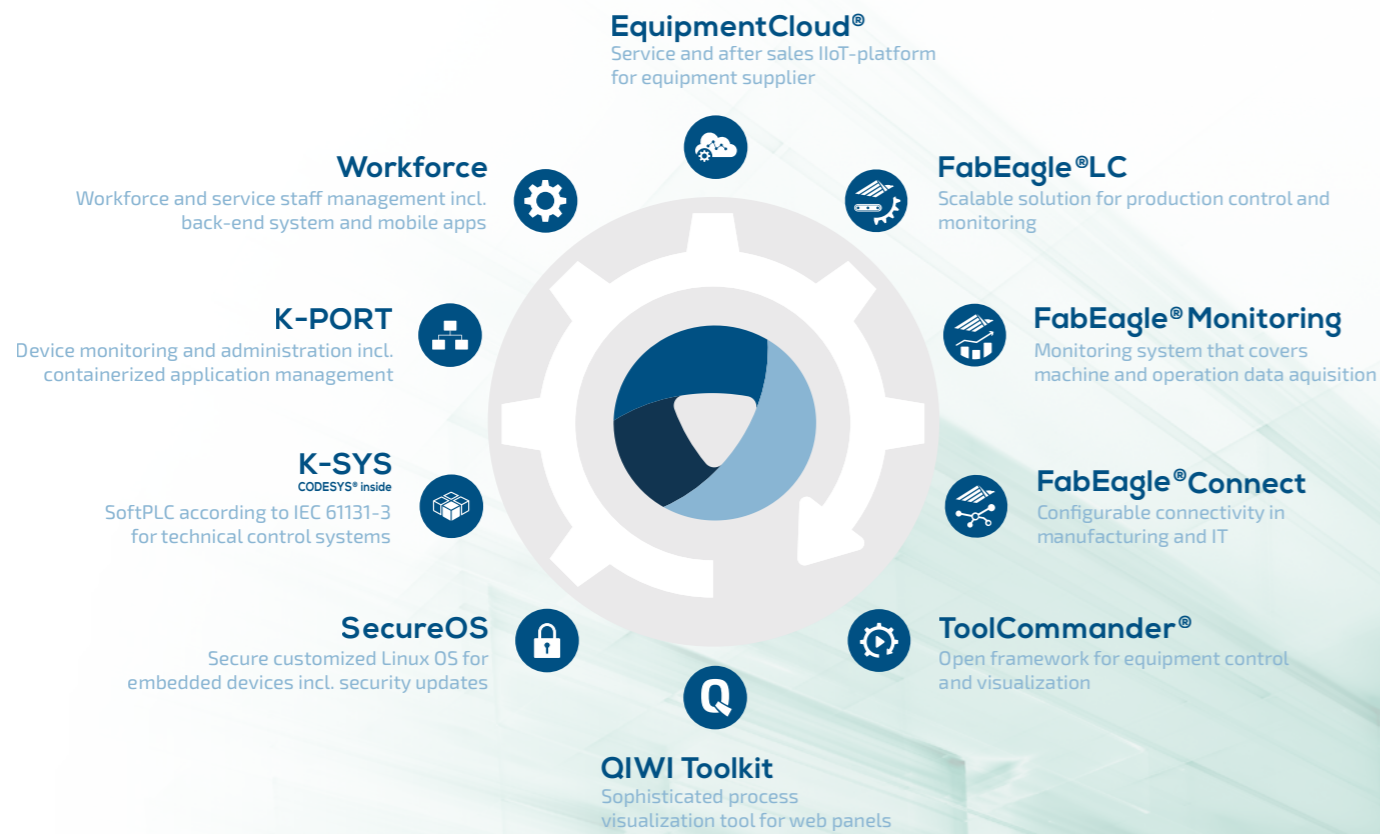 EquipmentCloud®
Service and after sales IIoT-platform
for equipment supplier
Workforce
Workforce and service staff management incl.
back-end system and mobile apps
FabEagle®LC
Scalable solution for production control and
monitoring
K-PORT
Device monitoring and administration incl.
containerized application management
FabEagle® Monitoring
Monitoring system that covers
machine and operation data aquisition
K-SYS
CODESYS® inside
SoftPLC according to IEC 61131-3
for technical control systems
FabEagle®Connect
Configurable connectivity in
manufacturing and IT
SecureOS
Secure customized Linux OS for
embedded devices incl. security updates
ToolCommander®
Open framework for equipment control
and visualization
Q
QIWI Toolkit
Sophisticated process
visualization tool for web panels